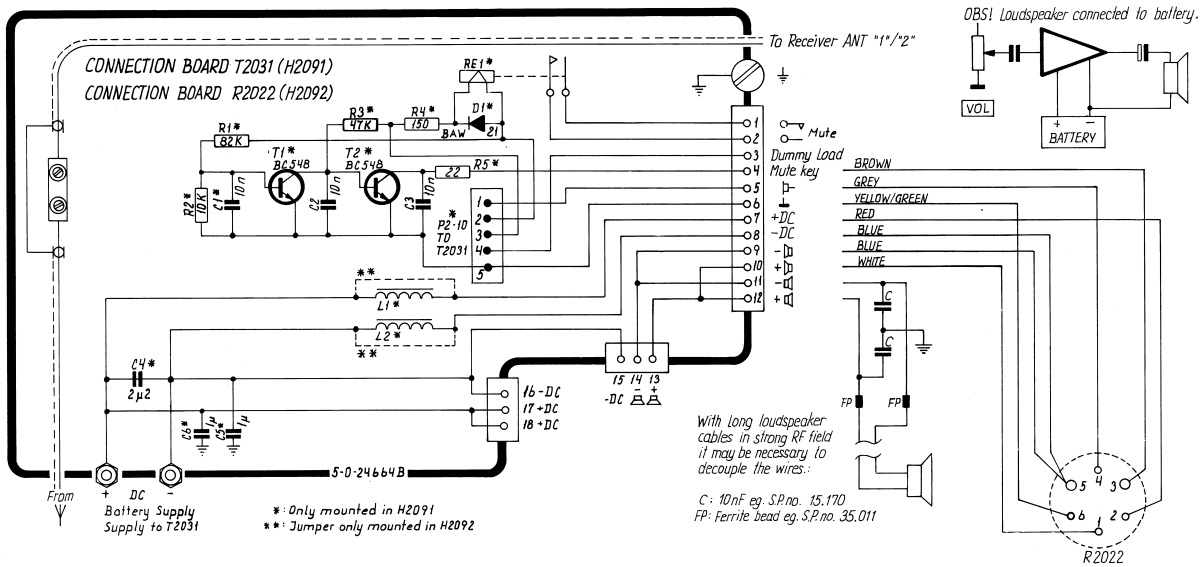 OBS! Loudspeaker connected to battery.
To Receiver ANT "1"/"2"
CONNECTION BOARD T2031 (H2091)
CONNECTION BOARD R2022 (H2092)
RE1*
VOL
+ −
BATTERY
R3*
47K
R4*
150
D1*
BAW 21
R1*
82K
T1*
BC548
T2*
BC548
R5*
22
R2*
10K
C1*
10n
C2
10n
C3
10n
*
P2-1D
TO
T2031
1
2
3
4
5
1
2
Mute
3 Dummy Load
4 Mute key
5
6
7 +DC
8 -DC
9 -
10 +
11 -
12 +
BROWN
GREY
YELLOW/GREEN
RED
BLUE
BLUE
WHITE
**
L1*
L2*
**
C4*
2µ2
C6*
1µ
C5*
1µ
15 14 13
-DC - +
16 -DC
17 +DC
18 +DC
C
C
FP
FP
With long loudspeaker
cables in strong RF field
it may be necessary to
decouple the wires.:
C: 10nF eg. S.P.no. 15.170
FP: Ferrite bead eg. S.P.no. 35.011
5-0-24664B
From
+ DC -
Battery Supply
Supply to T2031
*: Only mounted in H2091
**: Jumper only mounted in H2092
5
4
3
6
1
2
R2022